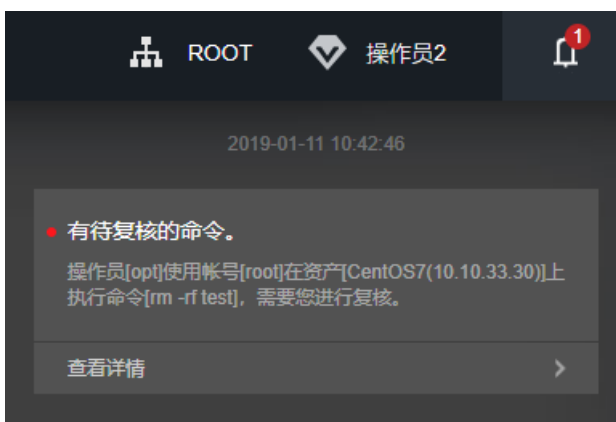 ROOT 操作员2 1
2019-01-11 10:42:46
有待复核的命令。
操作员[opt]使用帐号[root]在资产[CentOS7(10.10.33.30)]上
执行命令[rm -rf test]，需要您进行复核。
查看详情